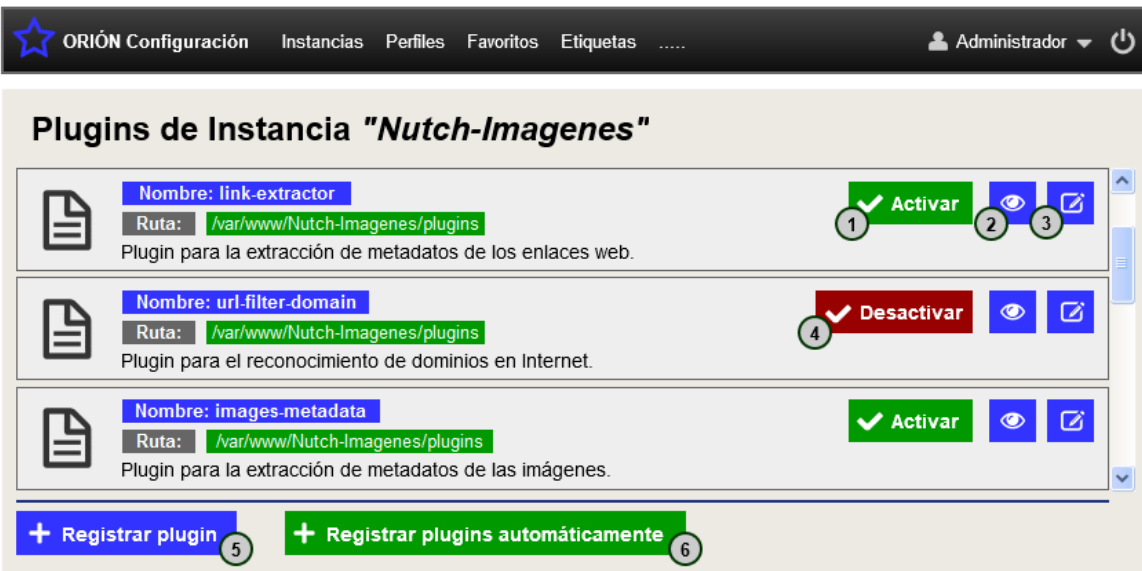 ORIÓN Configuración Instancias Perfiles Favoritos Etiquetas ..... Administrador
Plugins de Instancia "Nutch-Imagenes"
Nombre: link-extractor
Activar
1 2 3
Ruta: /var/www/Nutch-Imagenes/plugins
Plugin para la extracción de metadatos de los enlaces web.
Nombre: url-filter-domain
Desactivar
4
Ruta: /var/www/Nutch-Imagenes/plugins
Plugin para el reconocimiento de dominios en Internet.
Nombre: images-metadata
Activar
Ruta: /var/www/Nutch-Imagenes/plugins
Plugin para la extracción de metadatos de las imágenes.
+ Registrar plugin 5 + Registrar plugins automáticamente 6